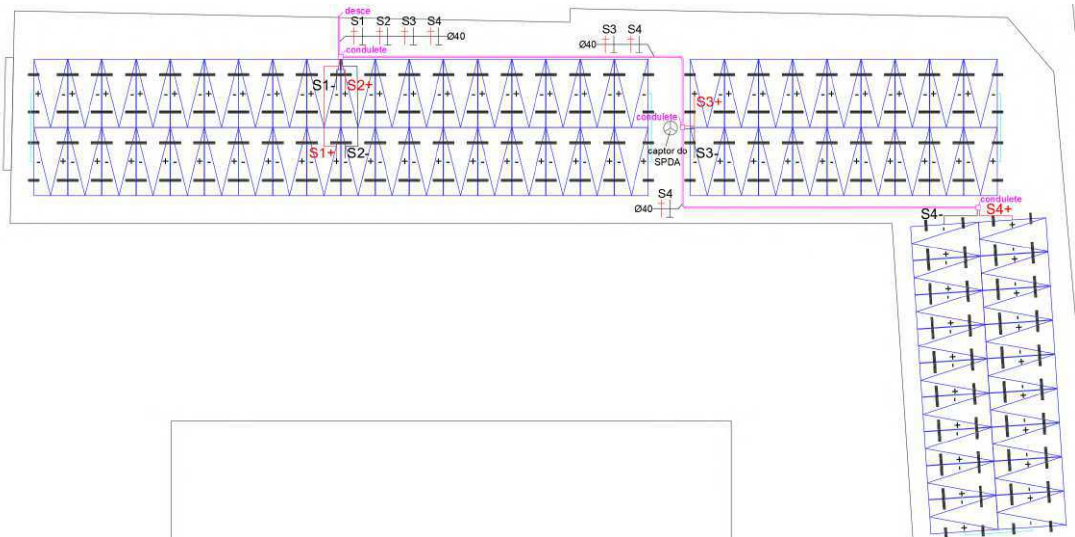 desce
S1 S2 S3 S4
Ø40
S3 S4
Ø40
condulete
S1- S2+
S1+ S2-
S3+
condulete
captor do
SPDA
S3-
S4
Ø40
condulete
S4- S4+